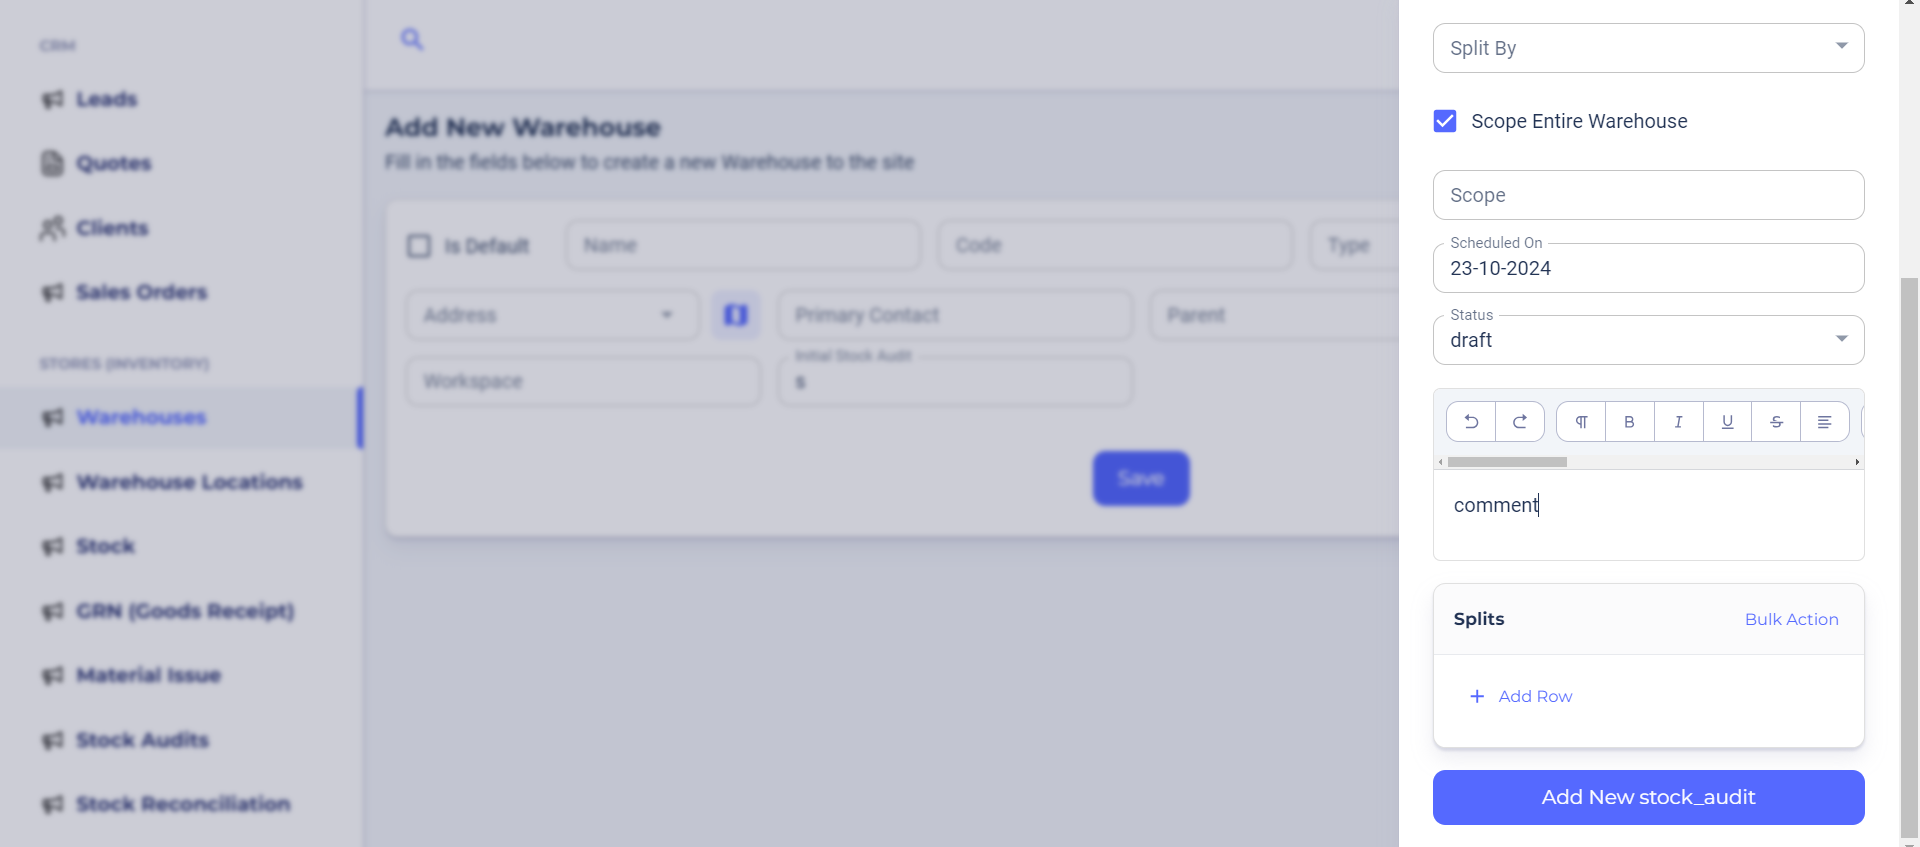 CRM
Leads
Quotes
Clients
Sales Orders
STORES (INVENTORY)
Warehouses
Warehouse Locations
Stock
GRN (Goods Receipt)
Material Issue
Stock Audits
Stock Reconciliation
Add New Warehouse
Fill in the fields below to create a new Warehouse to the site
Is Default
Name
Code
Type
Address
Primary Contact
Parent
Workspace
Initial Stock Audit
s
Save
Split By
Scope Entire Warehouse
Scope
Scheduled On
23-10-2024
Status
draft
comment
Splits
Bulk Action
Add Row
Add New stock_audit